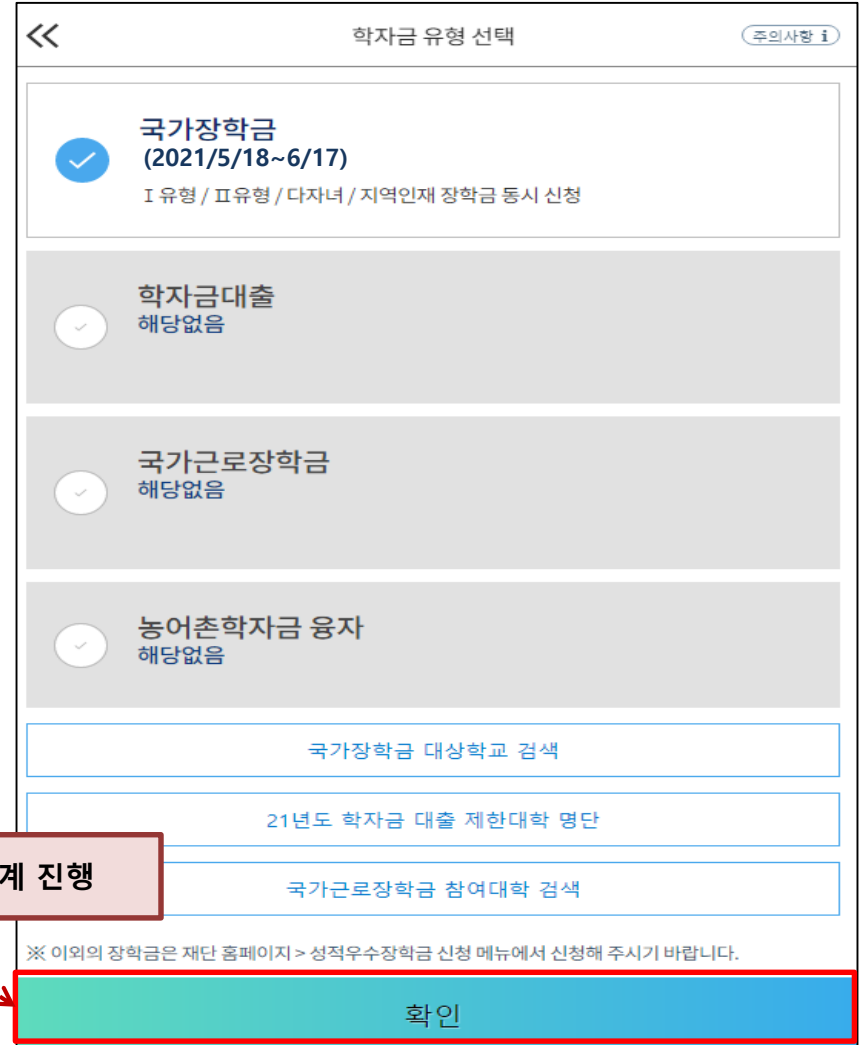 학자금 유형 선택
주의사항 i
국가장학금
(2021/5/18~6/17)
I 유형 / II유형 / 다자녀 / 지역인재 장학금 동시 신청
학자금대출
해당없음
국가근로장학금
해당없음
농어촌학자금 융자
해당없음
국가장학금 대상학교 검색
21년도 학자금 대출 제한대학 명단
계 진행
국가근로장학금 참여대학 검색
※ 이외의 장학금은 재단 홈페이지 > 성적우수장학금 신청 메뉴에서 신청해 주시기 바랍니다.
확인